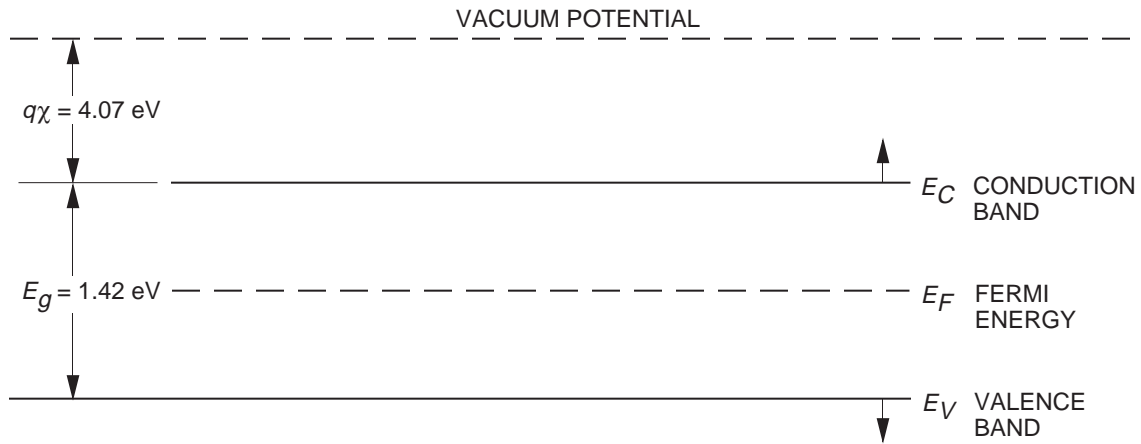 VACUUM POTENTIAL
qχ = 4.07 eV
E_C CONDUCTION
BAND
E_g = 1.42 eV
E_F FERMI
ENERGY
E_V VALENCE
BAND